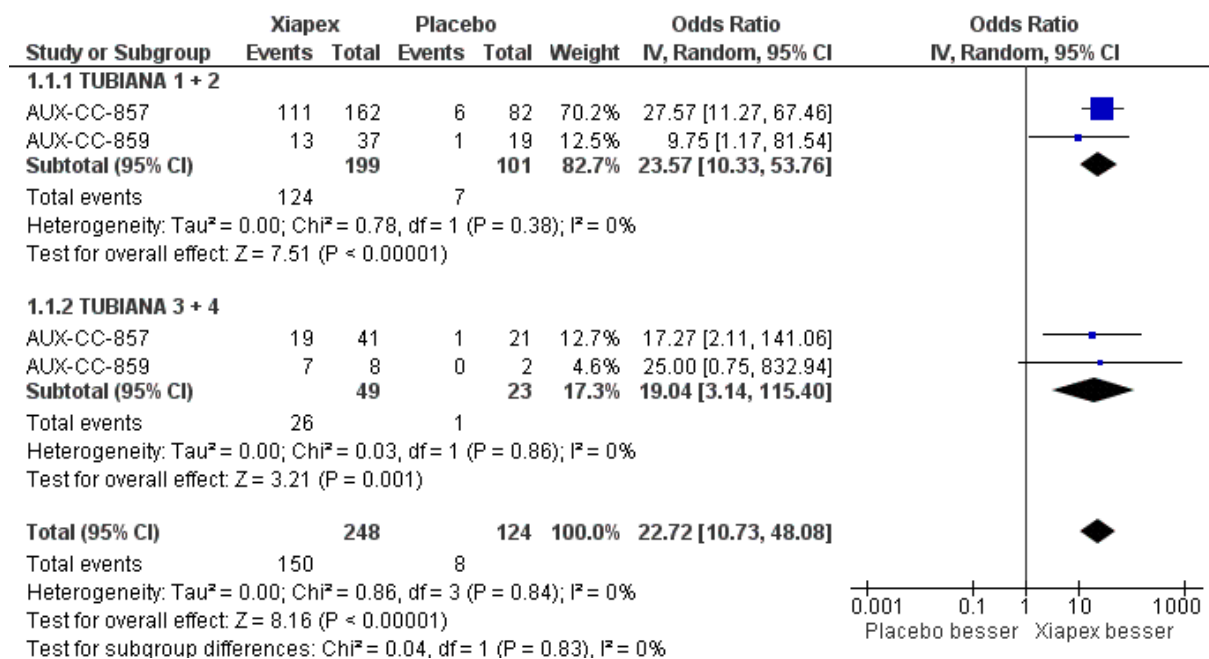 Xiapex Placebo Odds Ratio Odds Ratio
Study or Subgroup Events Total Events Total Weight IV, Random, 95% CI IV, Random, 95% CI
1.1.1 TUBIANA 1 + 2
AUX-CC-857 111 162 6 82 70.2% 27.57 [11.27, 67.46]
AUX-CC-859 13 37 1 19 12.5% 9.75 [1.17, 81.54]
Subtotal (95% CI) 199 101 82.7% 23.57 [10.33, 53.76]
Total events 124 7
Heterogeneity: Tau² = 0.00; Chi² = 0.78, df = 1 (P = 0.38); I² = 0%
Test for overall effect: Z = 7.51 (P < 0.00001)
1.1.2 TUBIANA 3 + 4
AUX-CC-857 19 41 1 21 12.7% 17.27 [2.11, 141.06]
AUX-CC-859 7 8 0 2 4.6% 25.00 [0.75, 832.94]
Subtotal (95% CI) 49 23 17.3% 19.04 [3.14, 115.40]
Total events 26 1
Heterogeneity: Tau² = 0.00; Chi² = 0.03, df = 1 (P = 0.86); I² = 0%
Test for overall effect: Z = 3.21 (P = 0.001)
Total (95% CI) 248 124 100.0% 22.72 [10.73, 48.08]
Total events 150 8
Heterogeneity: Tau² = 0.00; Chi² = 0.86, df = 3 (P = 0.84); I² = 0%
Test for overall effect: Z = 8.16 (P < 0.00001)
Test for subgroup differences: Chi² = 0.04, df = 1 (P = 0.83), I² = 0%
0.001 0.1 1 10 1000
Placebo besser Xiapex besser